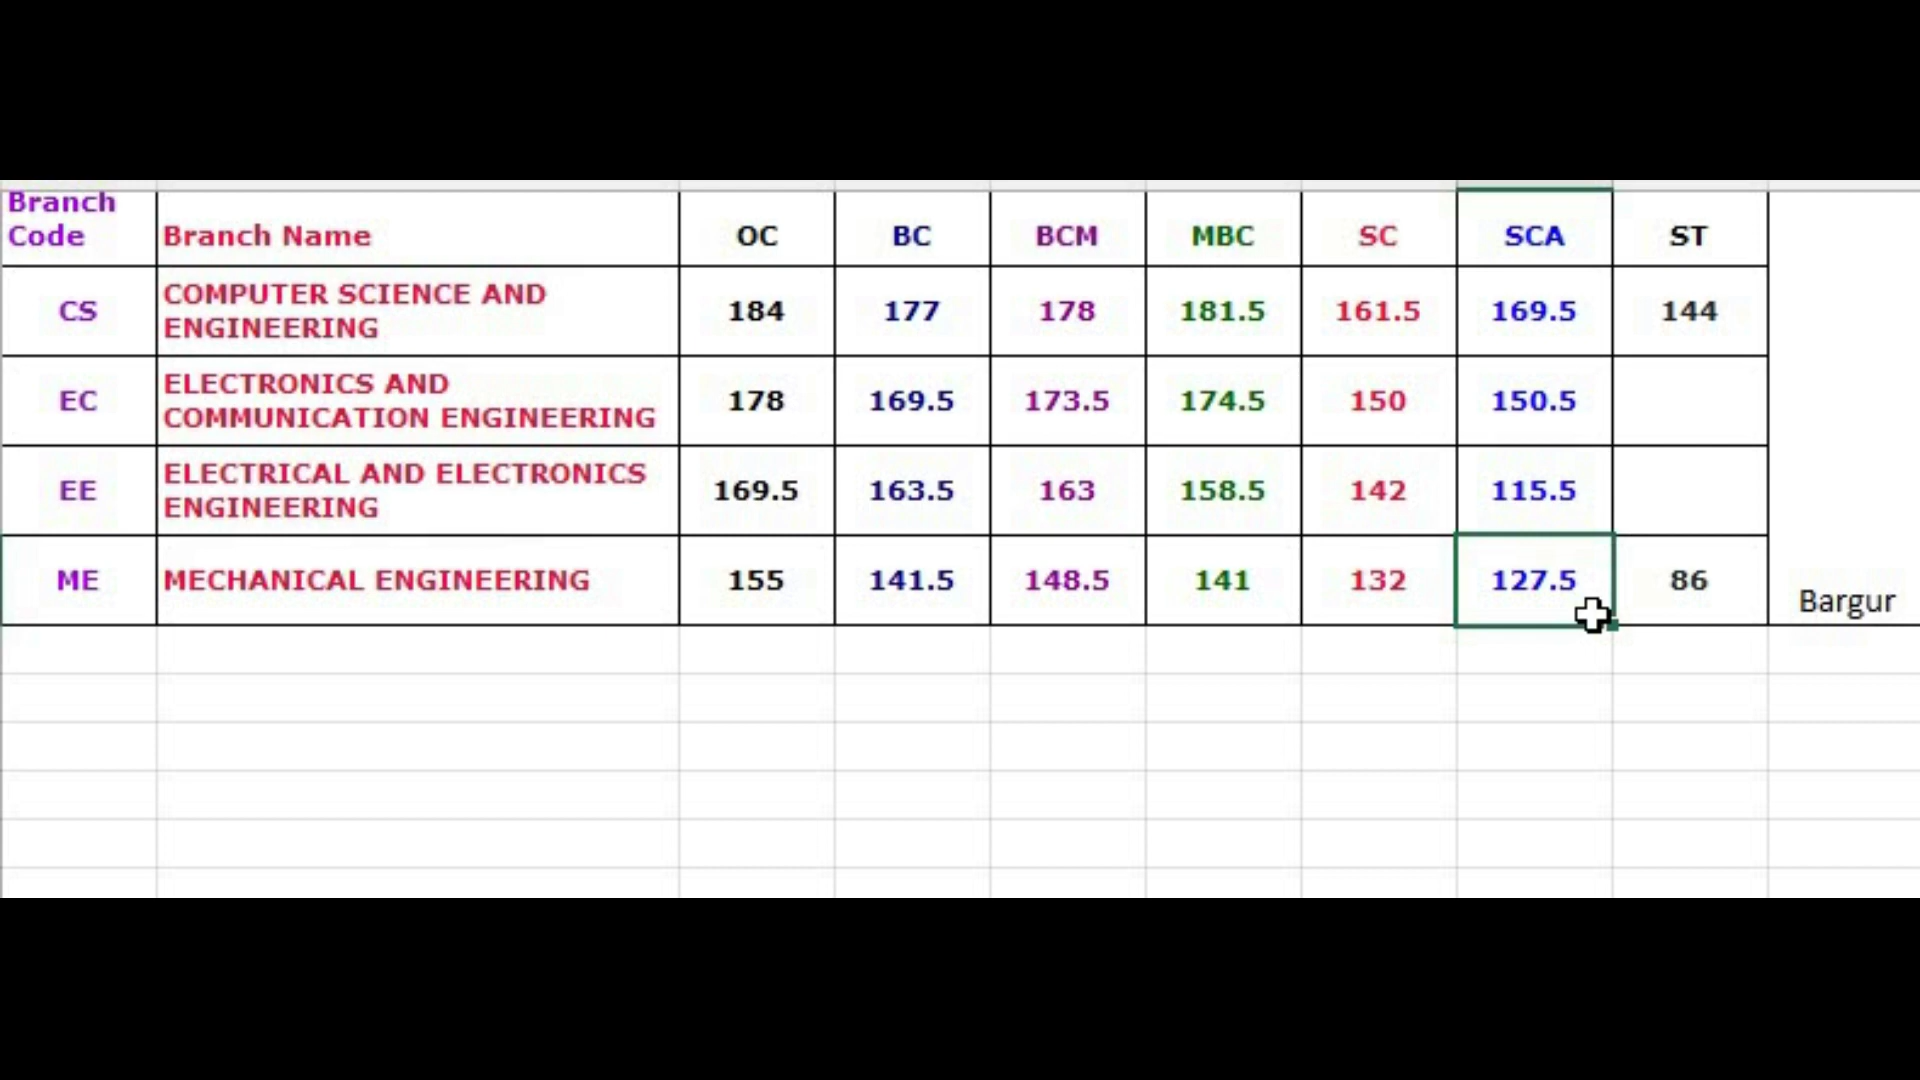 Branch Code Branch Name OC BC BCM MBC SC SCA ST
CS COMPUTER SCIENCE AND ENGINEERING 184 177 178 181.5 161.5 169.5 144
EC ELECTRONICS AND COMMUNICATION ENGINEERING 178 169.5 173.5 174.5 150 150.5
EE ELECTRICAL AND ELECTRONICS ENGINEERING 169.5 163.5 163 158.5 142 115.5
ME MECHANICAL ENGINEERING 155 141.5 148.5 141 132 127.5 86 Bargur